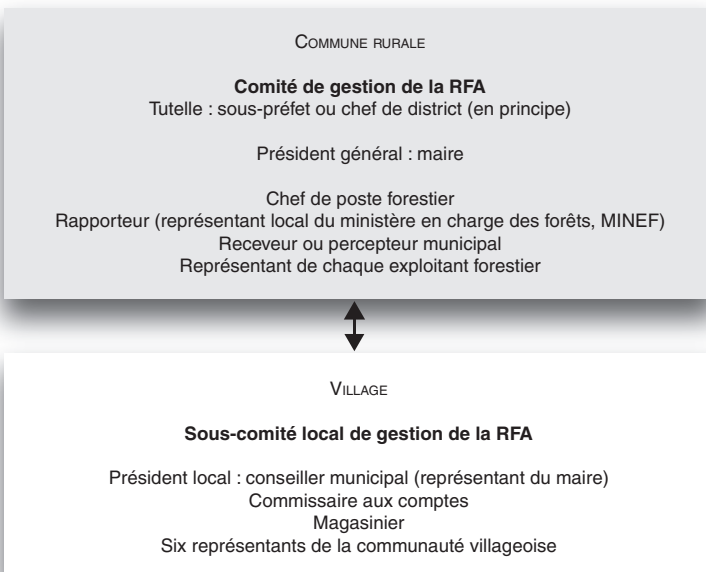 COMMUNE RURALE
Comité de gestion de la RFA
Tutelle : sous-préfet ou chef de district (en principe)
Président général : maire
Chef de poste forestier
Rapporteur (représentant local du ministère en charge des forêts, MINEF)
Receveur ou percepteur municipal
Représentant de chaque exploitant forestier
VILLAGE
Sous-comité local de gestion de la RFA
Président local : conseiller municipal (représentant du maire)
Commissaire aux comptes
Magasinier
Six représentants de la communauté villageoise